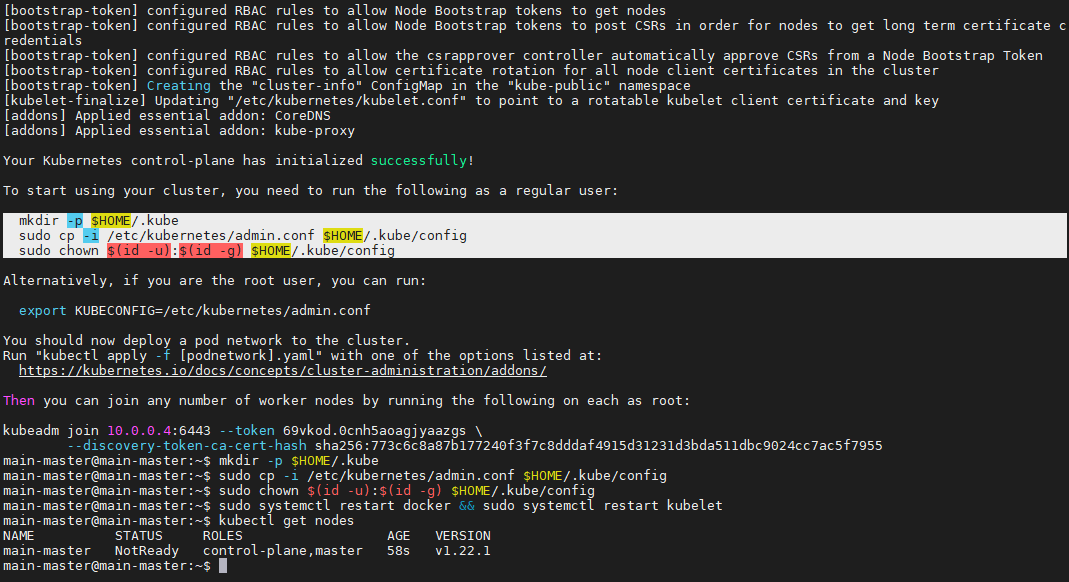 [bootstrap-token] configured RBAC rules to allow Node Bootstrap tokens to get nodes
[bootstrap-token] configured RBAC rules to allow Node Bootstrap tokens to post CSRs in order for nodes to get long term certificate c
redentials
[bootstrap-token] configured RBAC rules to allow the csrapprover controller automatically approve CSRs from a Node Bootstrap Token
[bootstrap-token] configured RBAC rules to allow certificate rotation for all node client certificates in the cluster
[bootstrap-token] Creating the "cluster-info" ConfigMap in the "kube-public" namespace
[kubelet-finalize] Updating "/etc/kubernetes/kubelet.conf" to point to a rotatable kubelet client certificate and key
[addons] Applied essential addon: CoreDNS
[addons] Applied essential addon: kube-proxy
Your Kubernetes control-plane has initialized successfully!
To start using your cluster, you need to run the following as a regular user:
mkdir -p $HOME/.kube
sudo cp -i /etc/kubernetes/admin.conf $HOME/.kube/config
sudo chown $(id -u):$(id -g) $HOME/.kube/config
Alternatively, if you are the root user, you can run:
export KUBECONFIG=/etc/kubernetes/admin.conf
You should now deploy a pod network to the cluster.
Run "kubectl apply -f [podnetwork].yaml" with one of the options listed at:
https://kubernetes.io/docs/concepts/cluster-administration/addons/
Then you can join any number of worker nodes by running the following on each as root:
kubeadm join 10.0.0.4:6443 --token 69vkod.0cnh5aoagjyaazgs \
--discovery-token-ca-cert-hash sha256:773c6c8a87b177240f3f7c8dddaf4915d31231d3bda511dbc9024cc7ac5f7955
main-master@main-master:~$ mkdir -p $HOME/.kube
main-master@main-master:~$ sudo cp -i /etc/kubernetes/admin.conf $HOME/.kube/config
main-master@main-master:~$ sudo chown $(id -u):$(id -g) $HOME/.kube/config
main-master@main-master:~$ sudo systemctl restart docker && sudo systemctl restart kubelet
main-master@main-master:~$ kubectl get nodes
NAME STATUS ROLES AGE VERSION
main-master NotReady control-plane,master 58s v1.22.1
main-master@main-master:~$